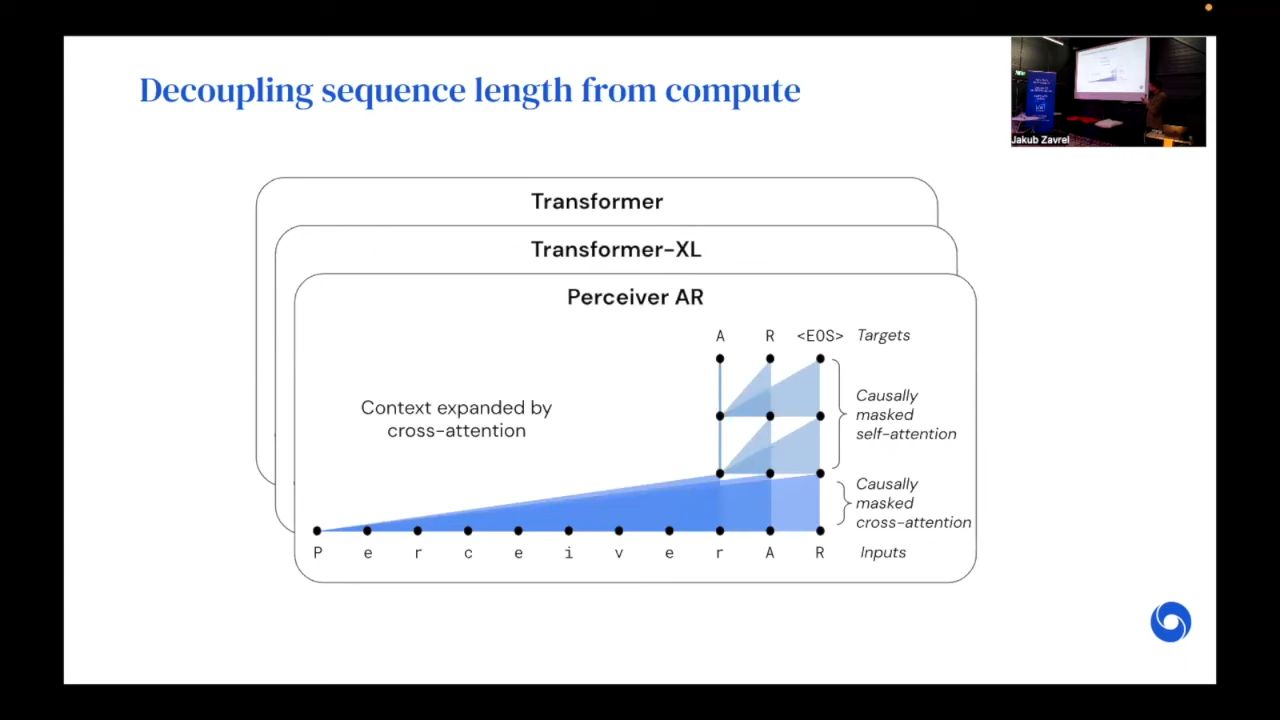 Decoupling sequence length from compute
Jakub Zavrel
Transformer
Transformer-XL
Perceiver AR
A R <EOS> Targets
Context expanded by
cross-attention
Causally
masked
self-attention
Causally
masked
cross-attention
P e r c e i v e r A R Inputs